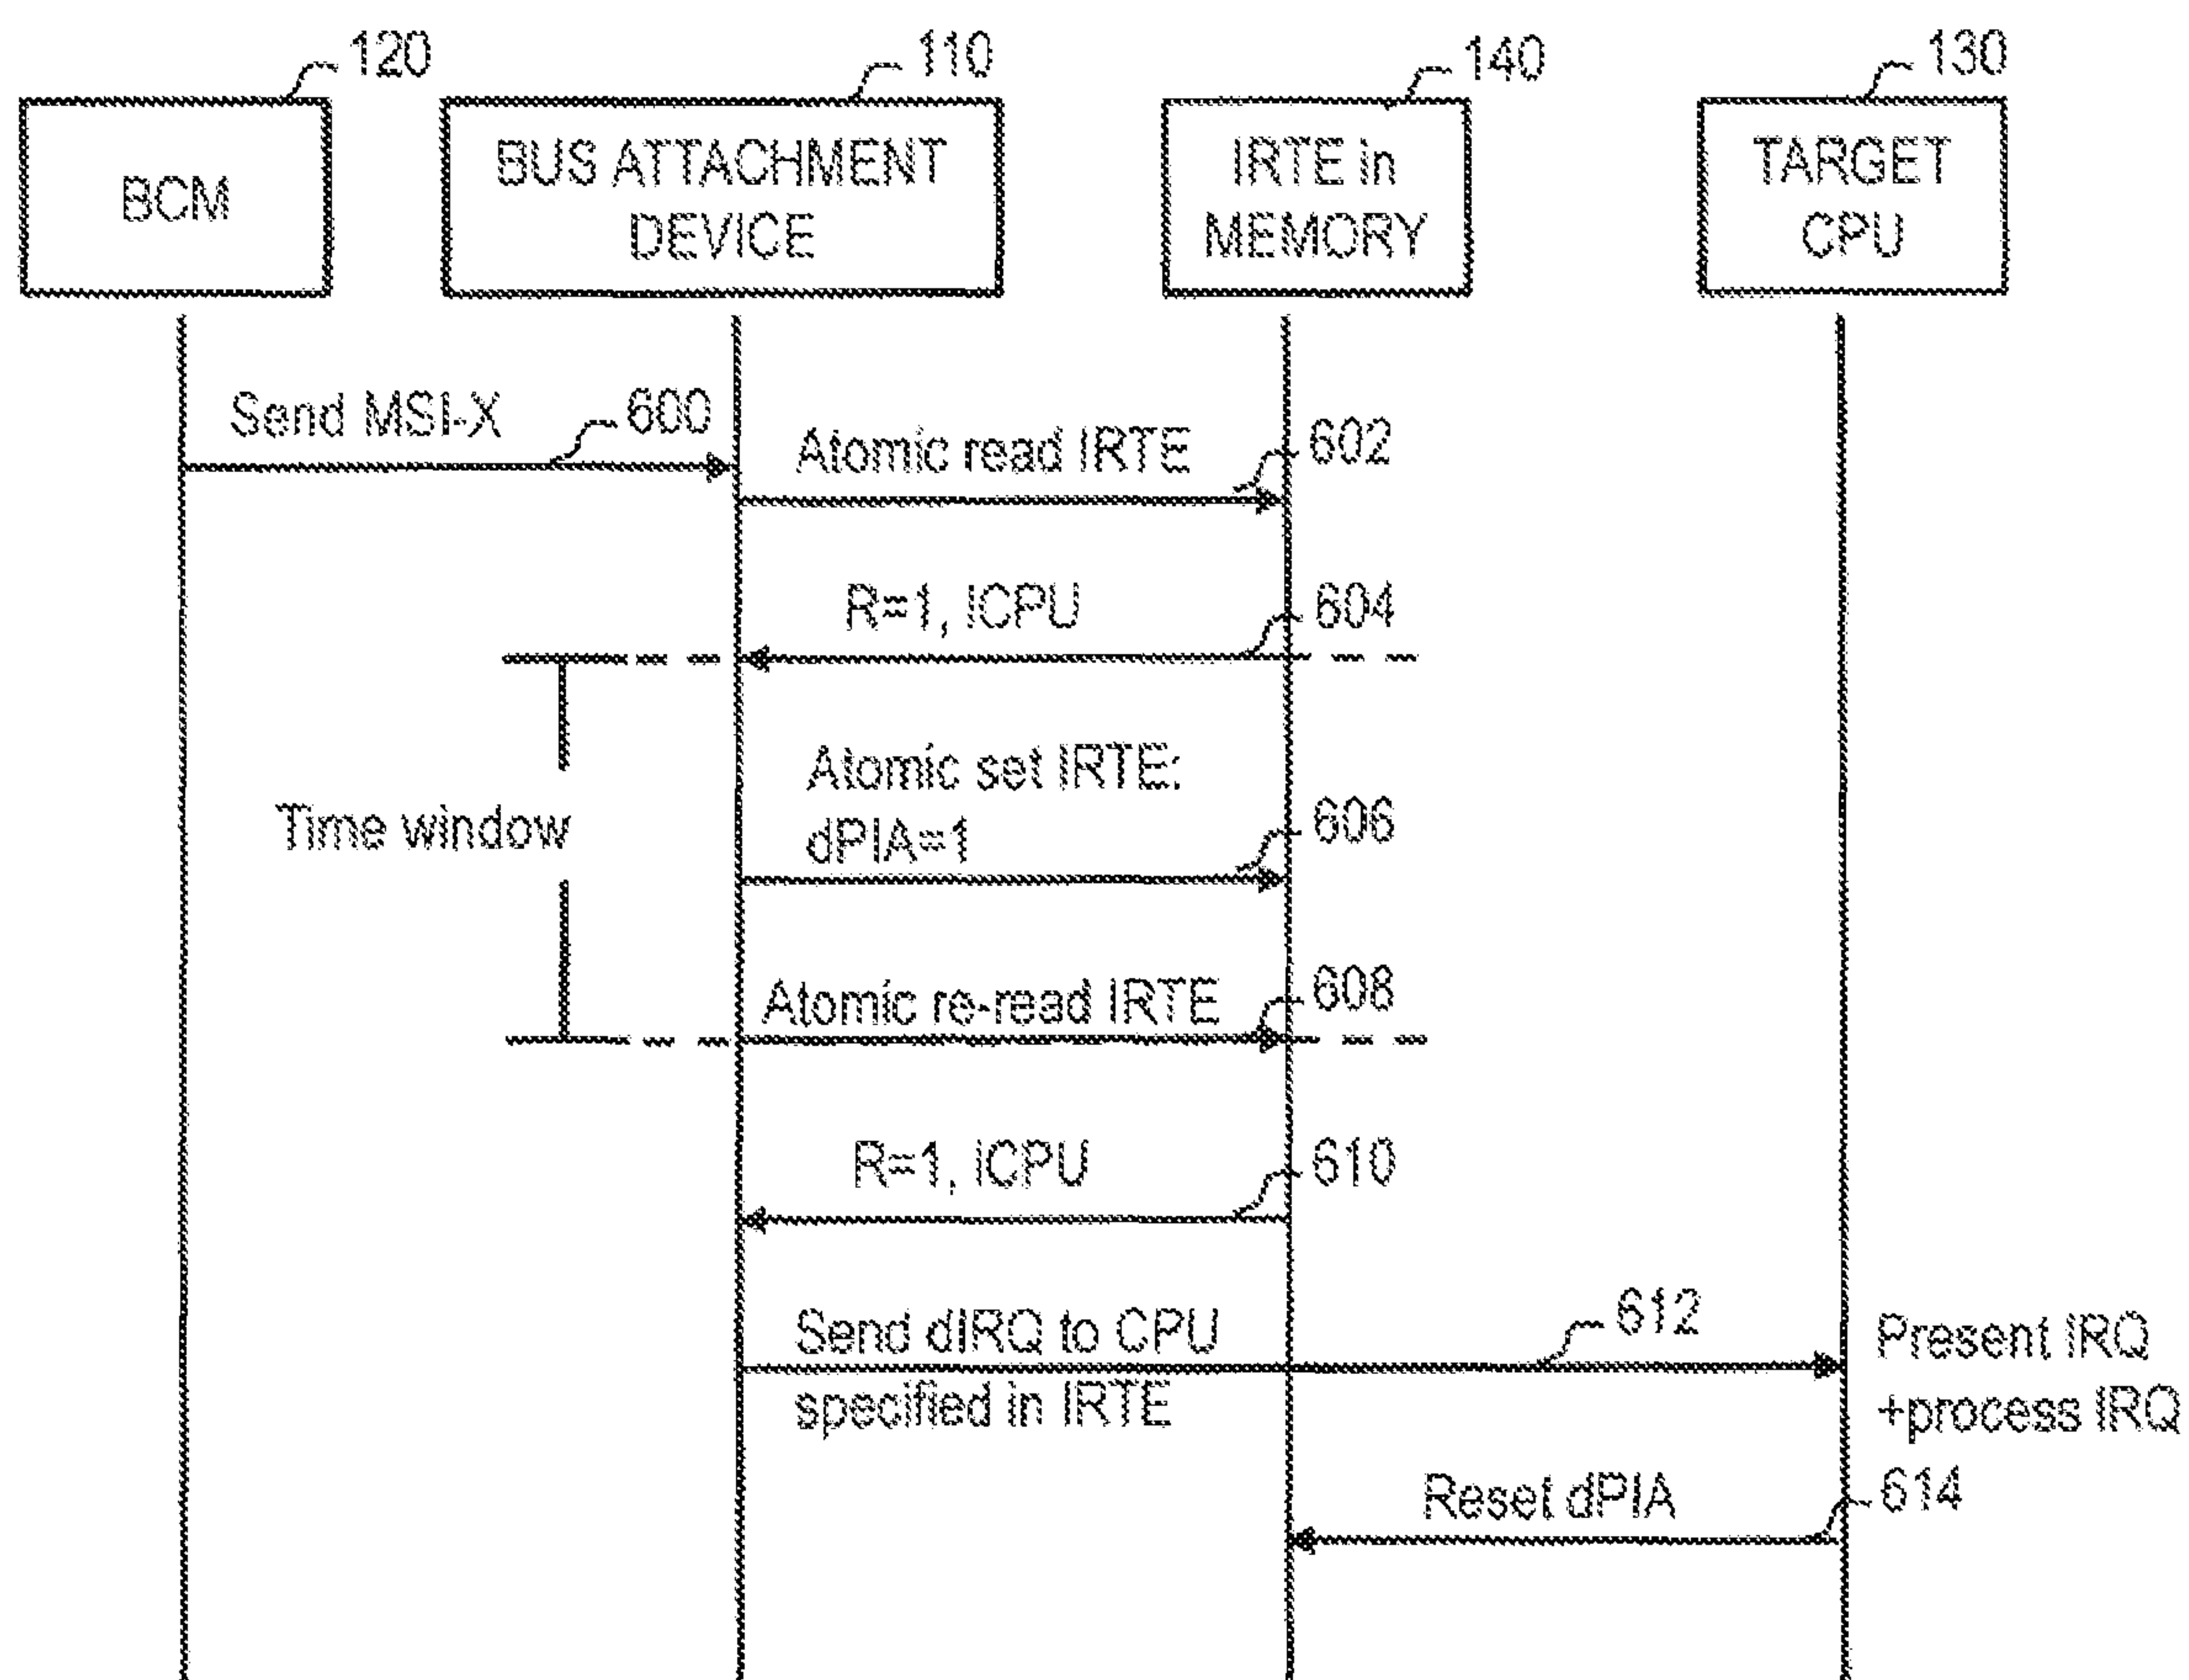 120
110
140
130
BCM
BUS ATTACHMENT
DEVICE
IRTE in
MEMORY
TARGET
CPU
Send MSI-X
600
Atomic read IRTE
602
R=1, ICPU
604
Atomic set IRTE:
dPIA=1
606
Time window
Atomic re-read IRTE
608
R=1, ICPU
610
Send dIRQ to CPU
specified in IRTE
612
Present IRQ
+process IRQ
Reset dPIA
614